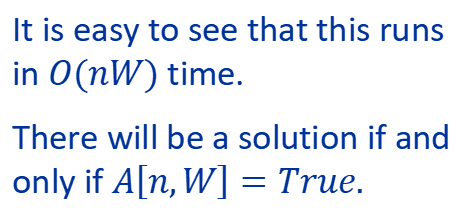 It is easy to see that this runs
in O(nW) time.
There will be a solution if and
only if A[n, W] = True.